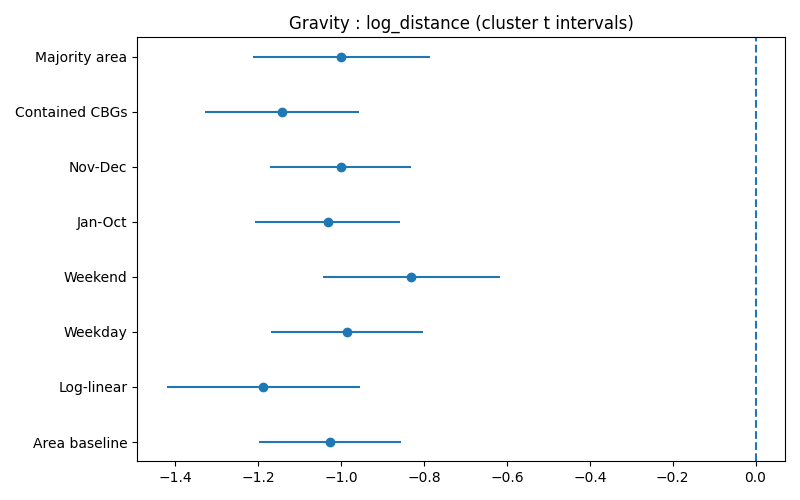 Gravity : log_distance (cluster t intervals)
Majority area
Contained CBGs
Nov-Dec
Jan-Oct
Weekend
Weekday
Log-linear
Area baseline
−1.4 −1.2 −1.0 −0.8 −0.6 −0.4 −0.2 0.0